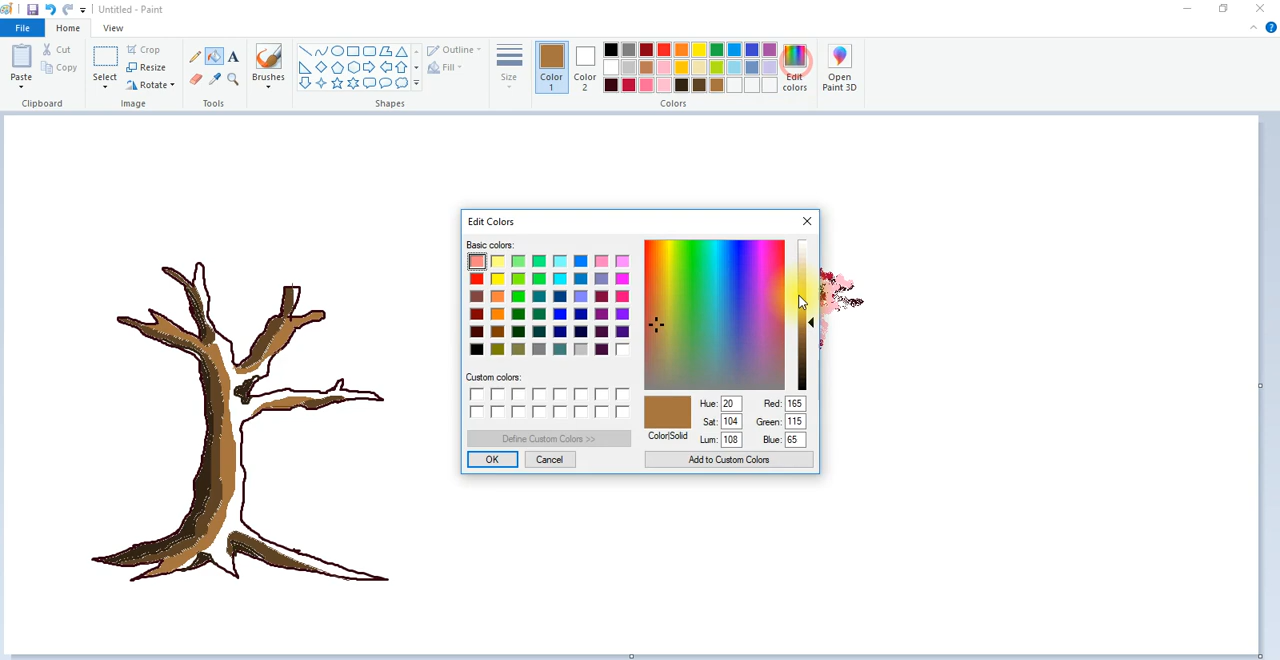 Untitled - Paint
File Home View
Paste
Cut
Copy
Clipboard
Select
Crop
Resize
Rotate
Image
A
Tools
Brushes
Outline
Fill
Shapes
Size
Color
1
Color
2
Edit
colors
Colors
Open
Paint 3D
Edit Colors
Basic colors:
Custom colors:
Define Custom Colors >>
OK Cancel
Color|Solid
Hue: 20 Red: 165
Sat: 104 Green: 115
Lum: 108 Blue: 65
Add to Custom Colors